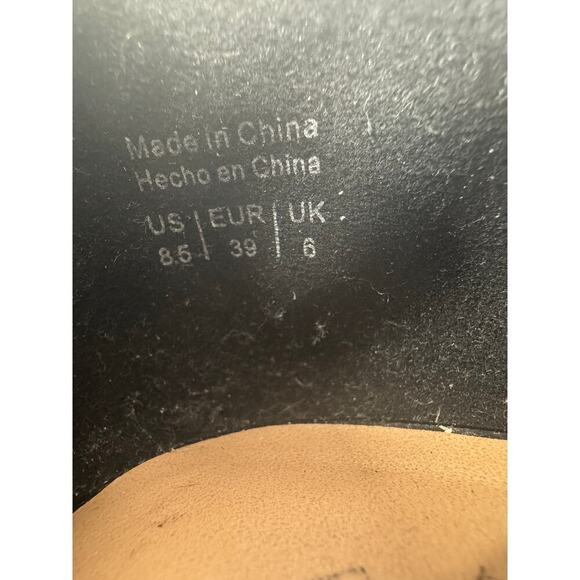 Made in China
Hecho en China
US | EUR | UK
8.5 | 39 | 6